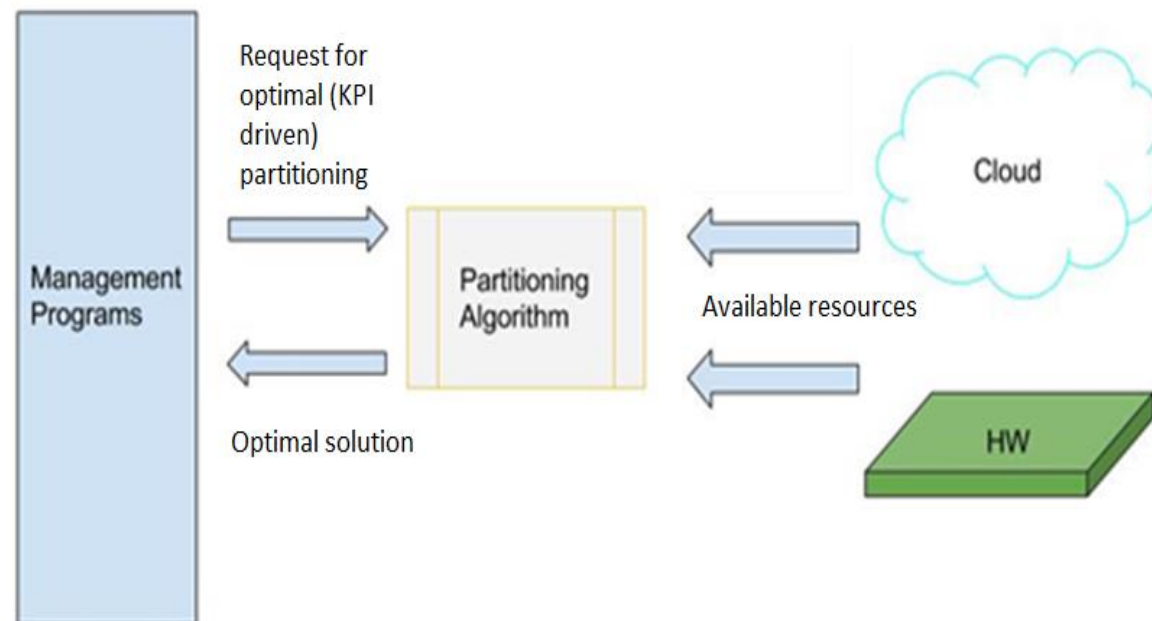 Request for
optimal (KPI
driven)
partitioning
Cloud
Management
Programs
Partitioning
Algorithm
Available resources
Optimal solution
HW